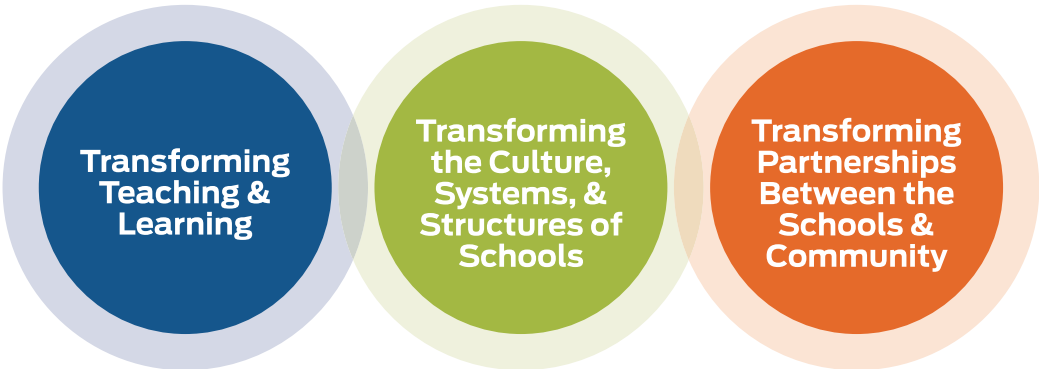 Transforming
Teaching &
Learning
Transforming
the Culture,
Systems, &
Structures of
Schools
Transforming
Partnerships
Between the
Schools &
Community